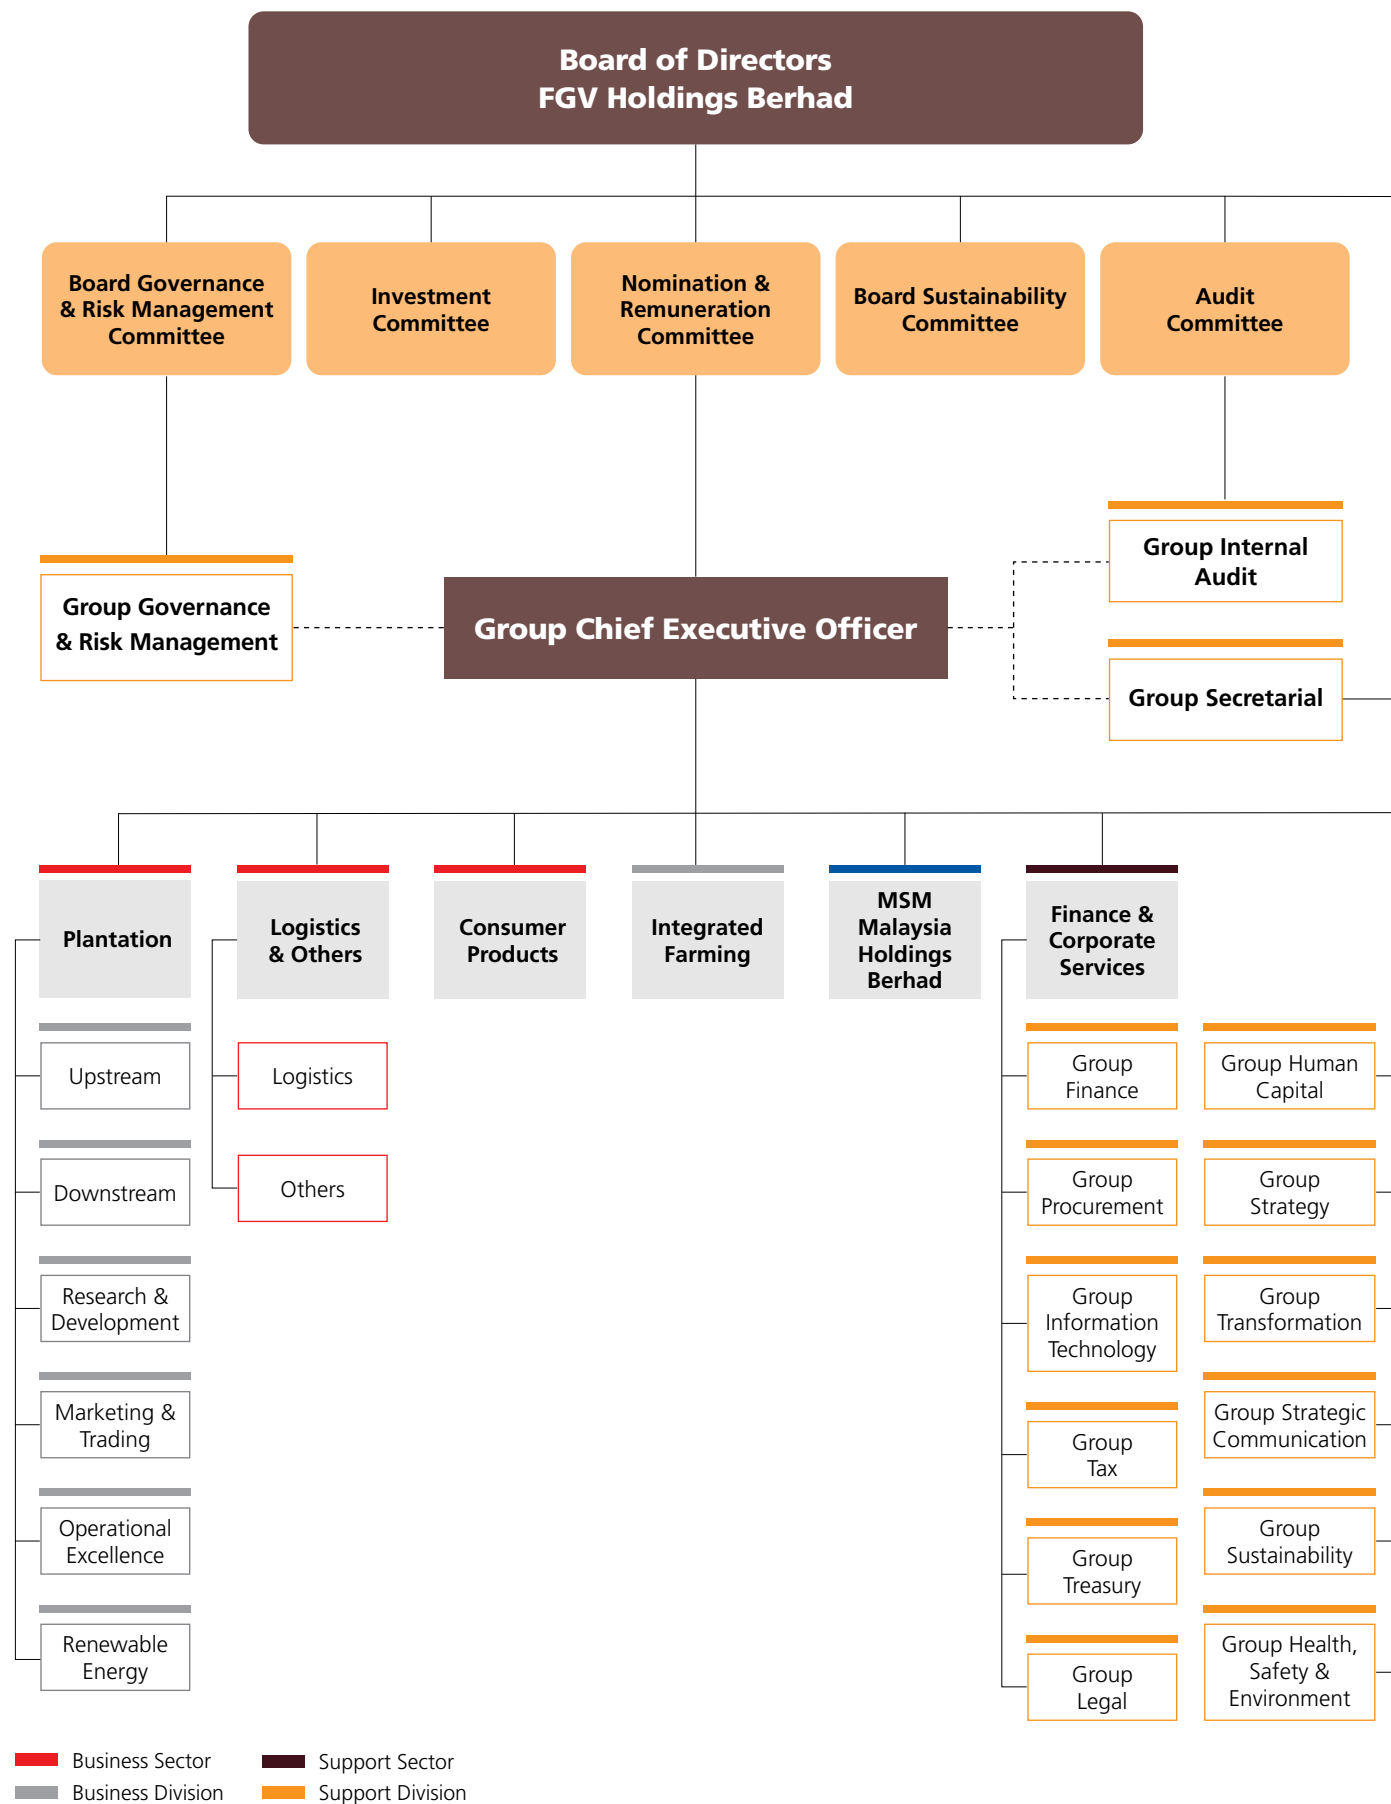 Board of Directors
FGV Holdings Berhad
Board Governance
& Risk Management
Committee
Investment
Committee
Nomination &
Remuneration
Committee
Board Sustainability
Committee
Audit
Committee
Group Internal
Audit
Group Governance
& Risk Management
Group Chief Executive Officer
Group Secretarial
Plantation
Logistics
& Others
Consumer
Products
Integrated
Farming
MSM
Malaysia
Holdings
Berhad
Finance &
Corporate
Services
Upstream
Downstream
Research &
Development
Marketing &
Trading
Operational
Excellence
Renewable
Energy
Logistics
Others
Group
Finance
Group
Procurement
Group
Information
Technology
Group
Tax
Group
Treasury
Group
Legal
Group Human
Capital
Group
Strategy
Group
Transformation
Group Strategic
Communication
Group
Sustainability
Group Health,
Safety &
Environment
Business Sector
Business Division
Support Sector
Support Division